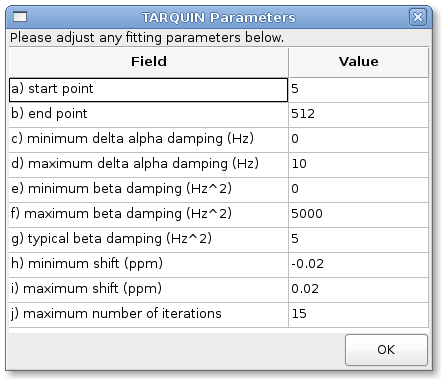 TARQUIN Parameters
Please adjust any fitting parameters below.
Field Value
a) start point 5
b) end point 512
c) minimum delta alpha damping (Hz) 0
d) maximum delta alpha damping (Hz) 10
e) minimum beta damping (Hz^2) 0
f) maximum beta damping (Hz^2) 5000
g) typical beta damping (Hz^2) 5
h) minimum shift (ppm) -0.02
i) maximum shift (ppm) 0.02
j) maximum number of iterations 15
OK